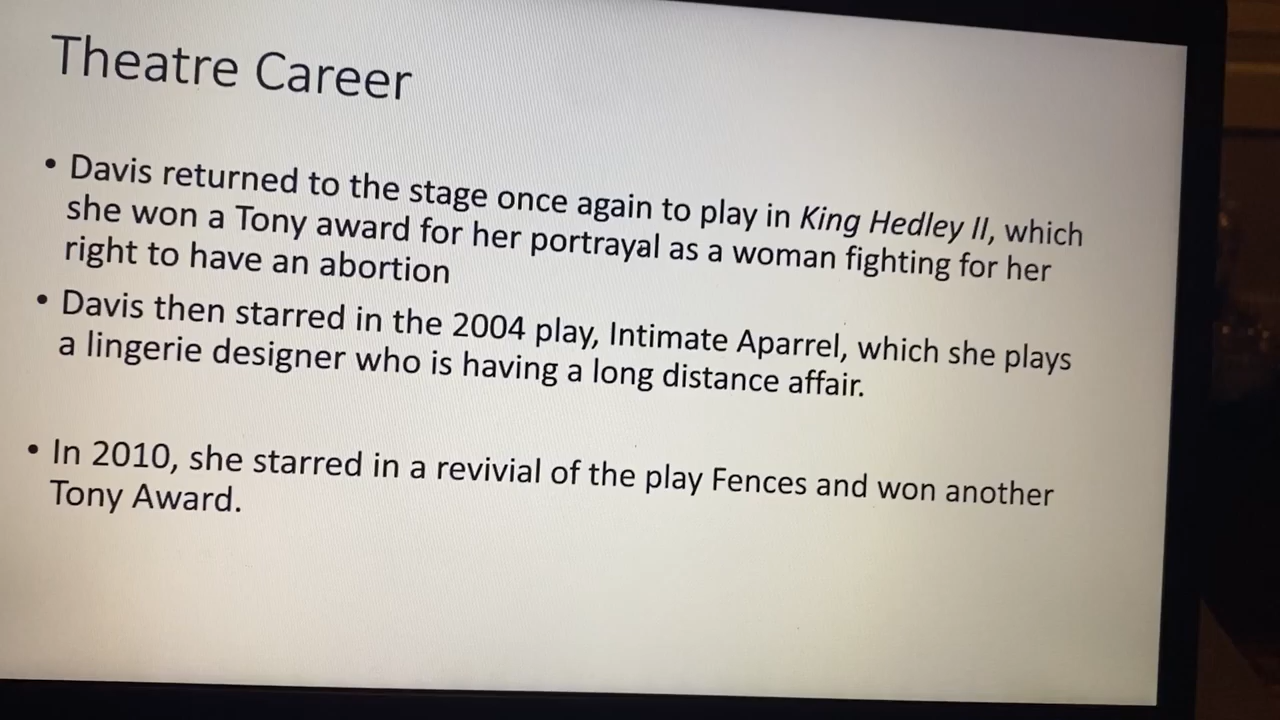 Theatre Career
• Davis returned to the stage once again to play in King Hedley II, which
she won a Tony award for her portrayal as a woman fighting for her
right to have an abortion
• Davis then starred in the 2004 play, Intimate Aparrel, which she plays
a lingerie designer who is having a long distance affair.
• In 2010, she starred in a revivial of the play Fences and won another
Tony Award.